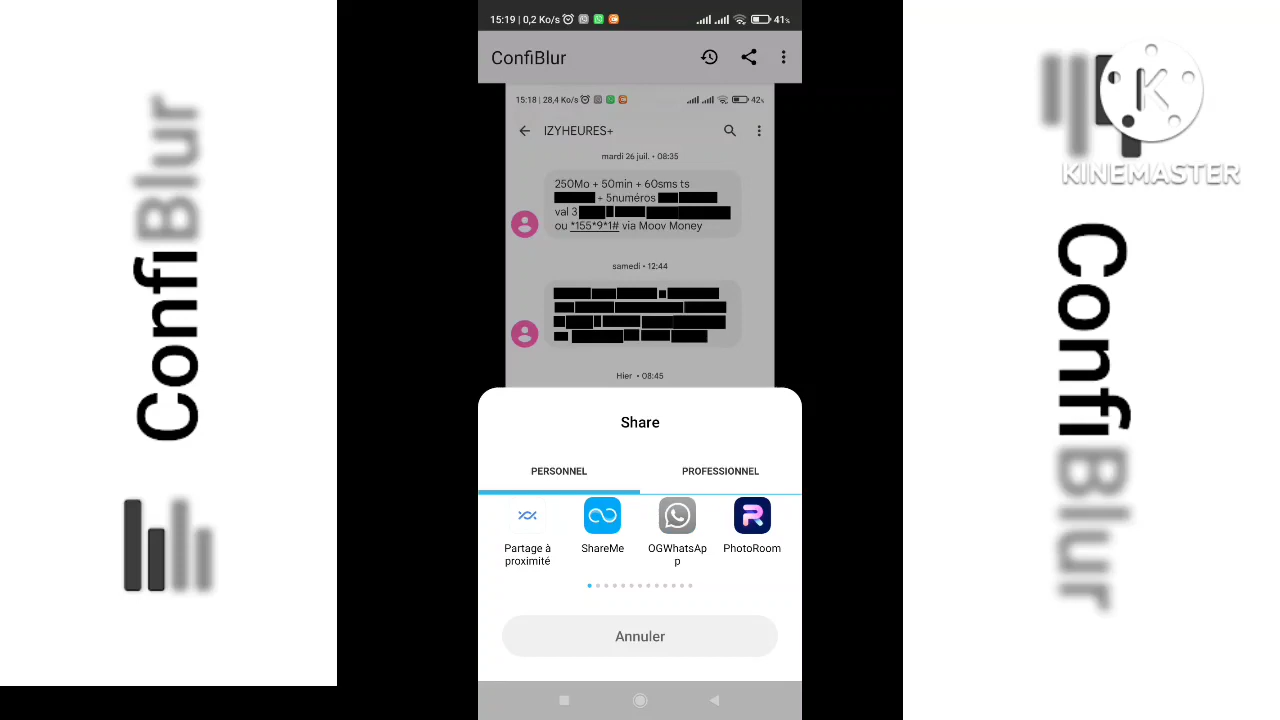 15:19 | 0,2 Ko/s
41%
ConfiBlur
15:18 | 28,4 Ko/s
42%
IZYHEURES+
mardi 26 juil. • 08:35
250Mo + 50min + 60sms ts
+ 5numéros
val 3
ou *155*9*1# via Moov Money
samedi • 12:44
Hier • 08:45
Share
PERSONNEL
PROFESSIONNEL
Partage à
proximité
ShareMe
OGWhatsAp
p
PhotoRoom
Annuler
ConfiBlur
ConfiBlur
K
KINEMASTER